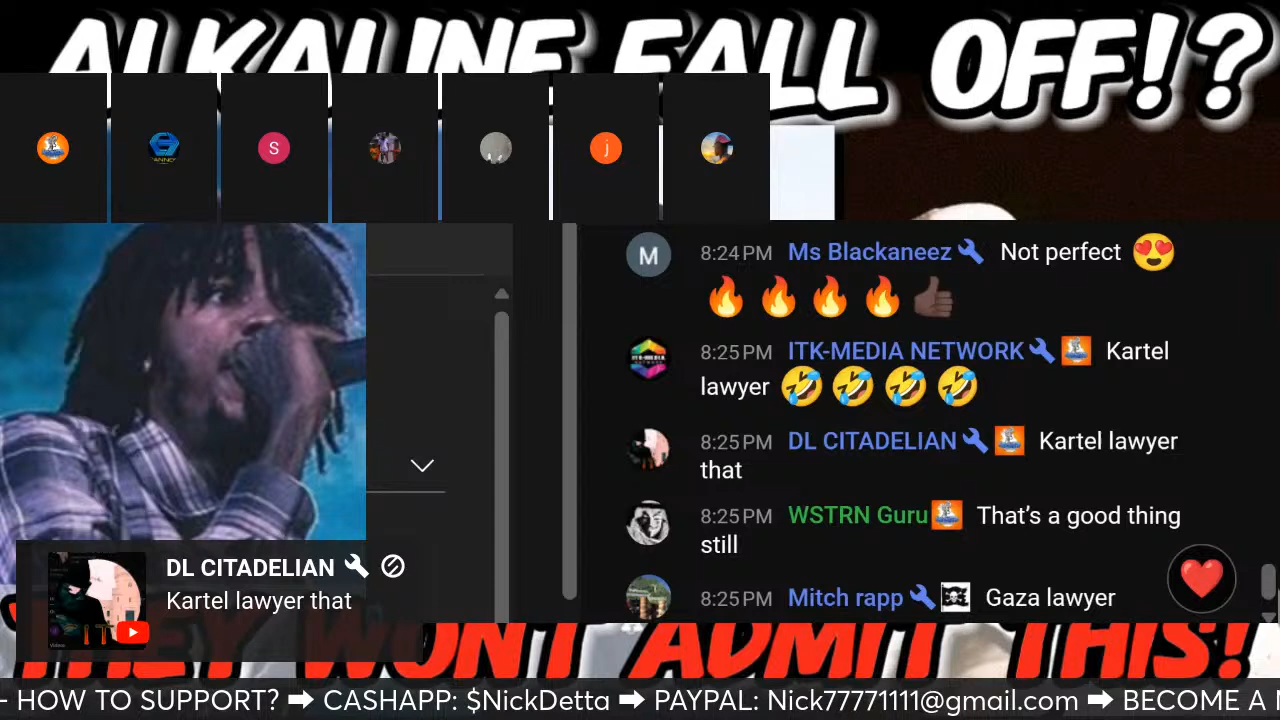 ALKALINE FALL OFF!?
S
j
M 8:24 PM Ms Blackaneez Not perfect 😍
🔥 🔥 🔥 🔥 👍🏿
8:25 PM ITK-MEDIA NETWORK Kartel
lawyer 🤣 🤣 🤣 🤣
8:25 PM DL CITADELIAN Kartel lawyer
that
8:25 PM WSTRN Guru That's a good thing
still
8:25 PM Mitch rapp Gaza lawyer
DL CITADELIAN
Kartel lawyer that
THEY WONT ADMIT THIS!
- HOW TO SUPPORT? ➡ CASHAPP: $NickDetta ➡ PAYPAL: Nick77771111@gmail.com ➡ BECOME A